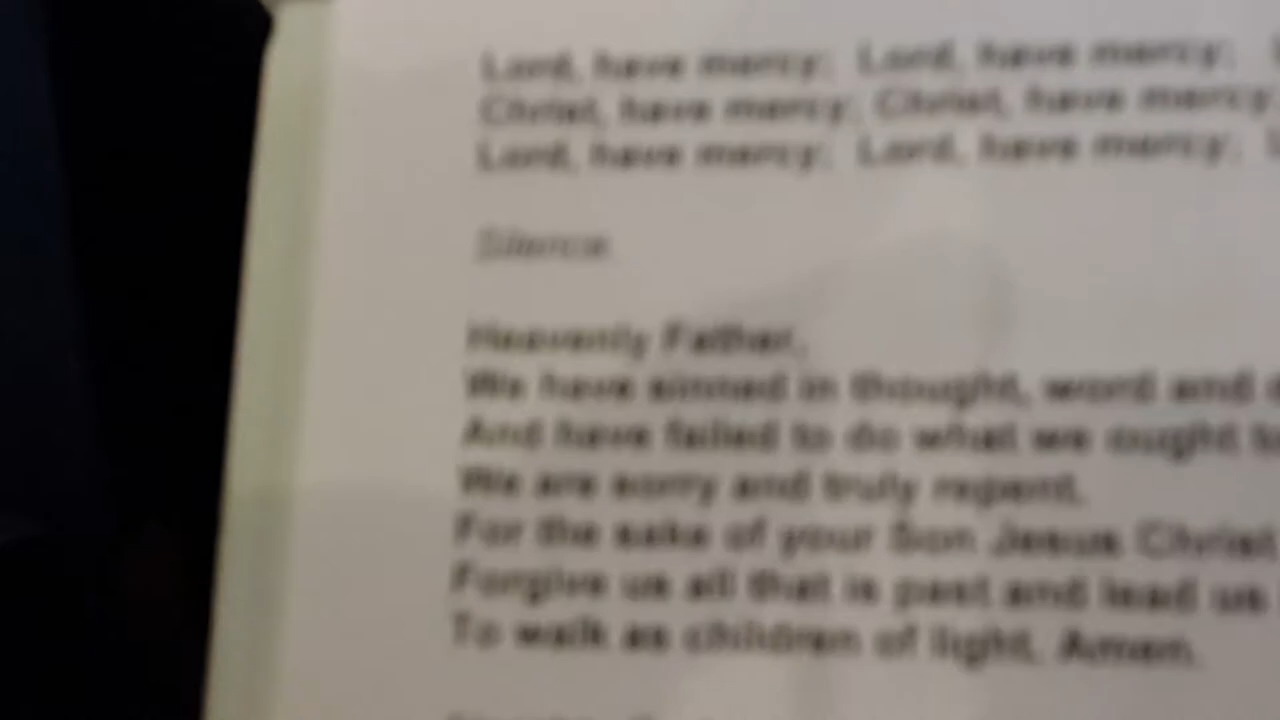 Lord, have mercy; Lord, have mercy;
Christ, have mercy; Christ, have mercy;
Lord, have mercy; Lord, have mercy;
Silence.
Heavenly Father,
We have sinned in thought, word and
And have failed to do what we ought to
We are sorry and truly repent.
For the sake of your Son Jesus Christ
Forgive us all that is past and lead us
To walk as children of light. Amen.